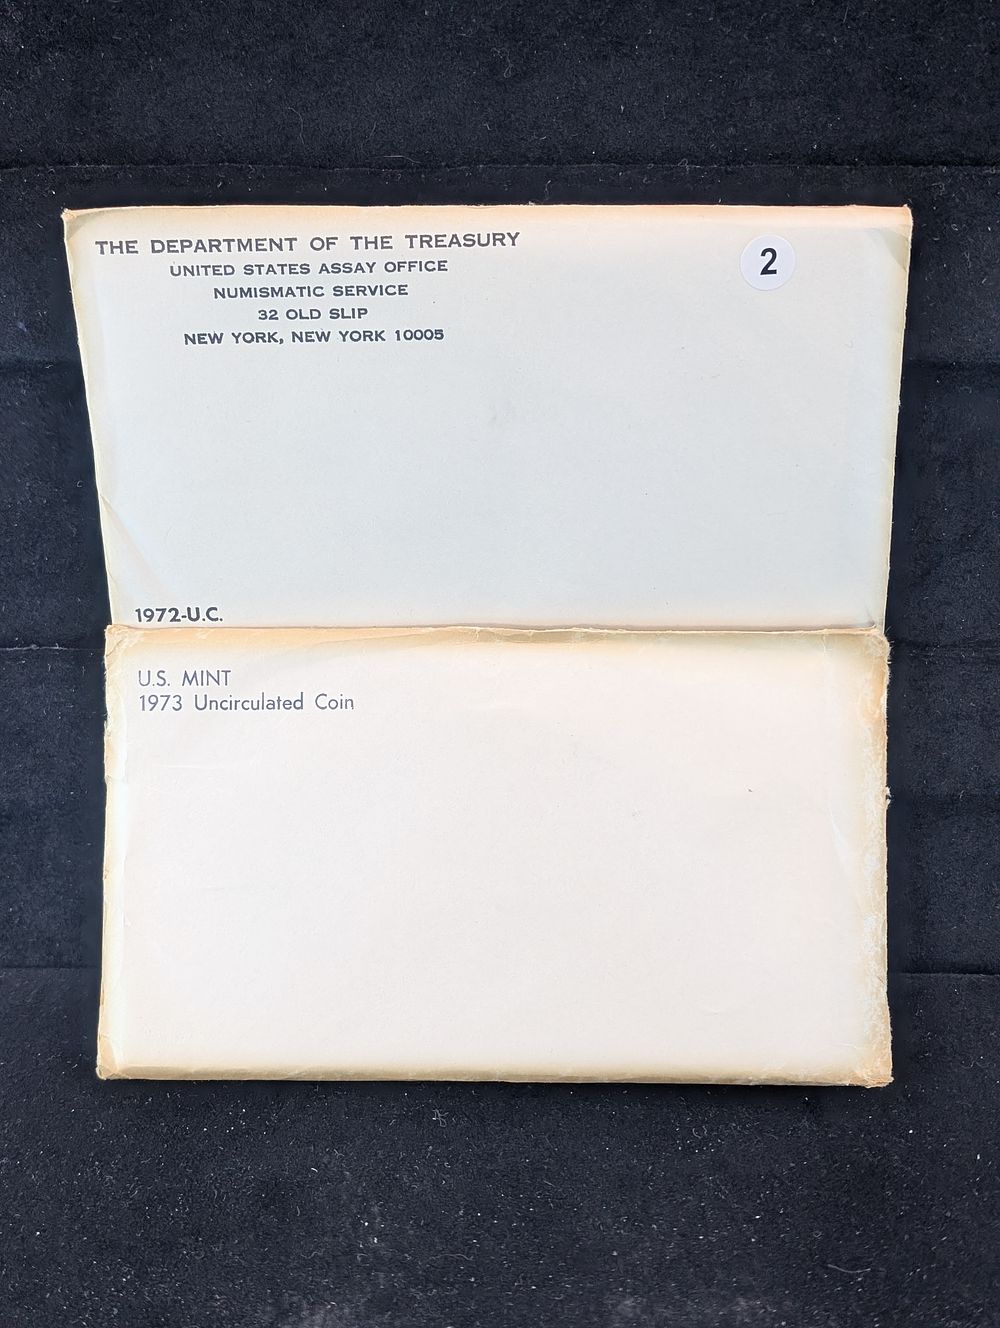 THE DEPARTMENT OF THE TREASURY
UNITED STATES ASSAY OFFICE
NUMISMATIC SERVICE
32 OLD SLIP
NEW YORK, NEW YORK 10005
2
1972-U.C.
U.S. MINT
1973 Uncirculated Coin